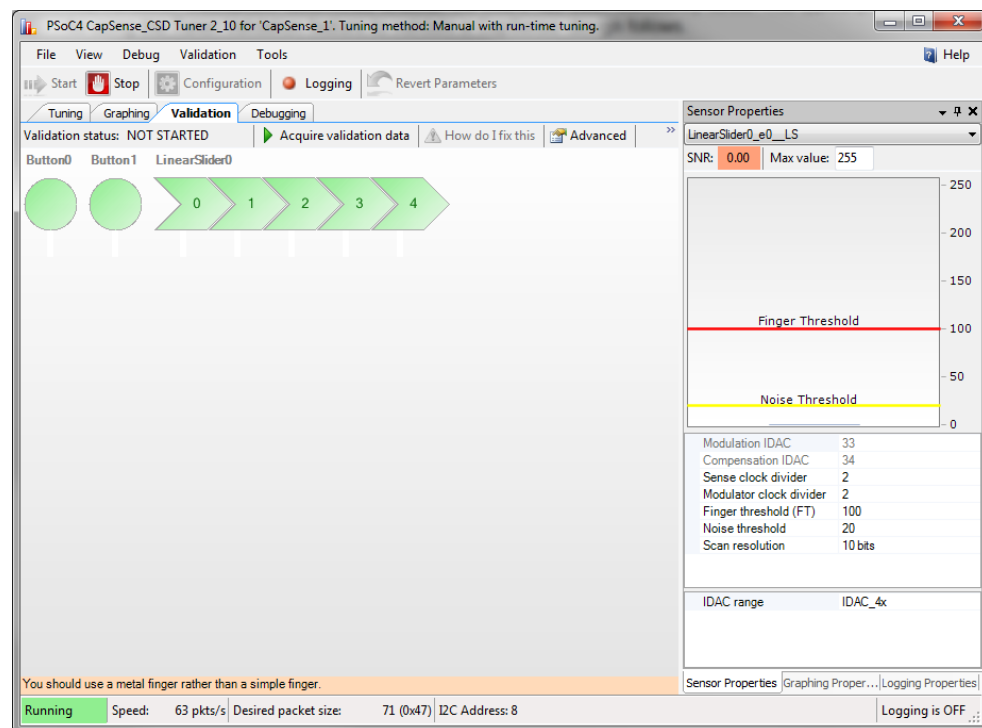 PSoC4 CapSense_CSD Tuner 2_10 for 'CapSense_1'. Tuning method: Manual with run-time tuning.
File View Debug Validation Tools Help
Start Stop Configuration Logging Revert Parameters
Tuning Graphing Validation Debugging
Validation status: NOT STARTED Acquire validation data How do I fix this Advanced »
Button0 Button1 LinearSlider0
0 1 2 3 4
You should use a metal finger rather than a simple finger.
Sensor Properties
LinearSlider0_e0__LS
SNR: 0.00 Max value: 255
250
200
150
Finger Threshold
100
50
Noise Threshold
0
Modulation IDAC 33
Compensation IDAC 34
Sense clock divider 2
Modulator clock divider 2
Finger threshold (FT) 100
Noise threshold 20
Scan resolution 10 bits
IDAC range IDAC_4x
Sensor Properties Graphing Proper... Logging Properties
Running Speed: 63 pkts/s Desired packet size: 71 (0x47) I2C Address: 8 Logging is OFF